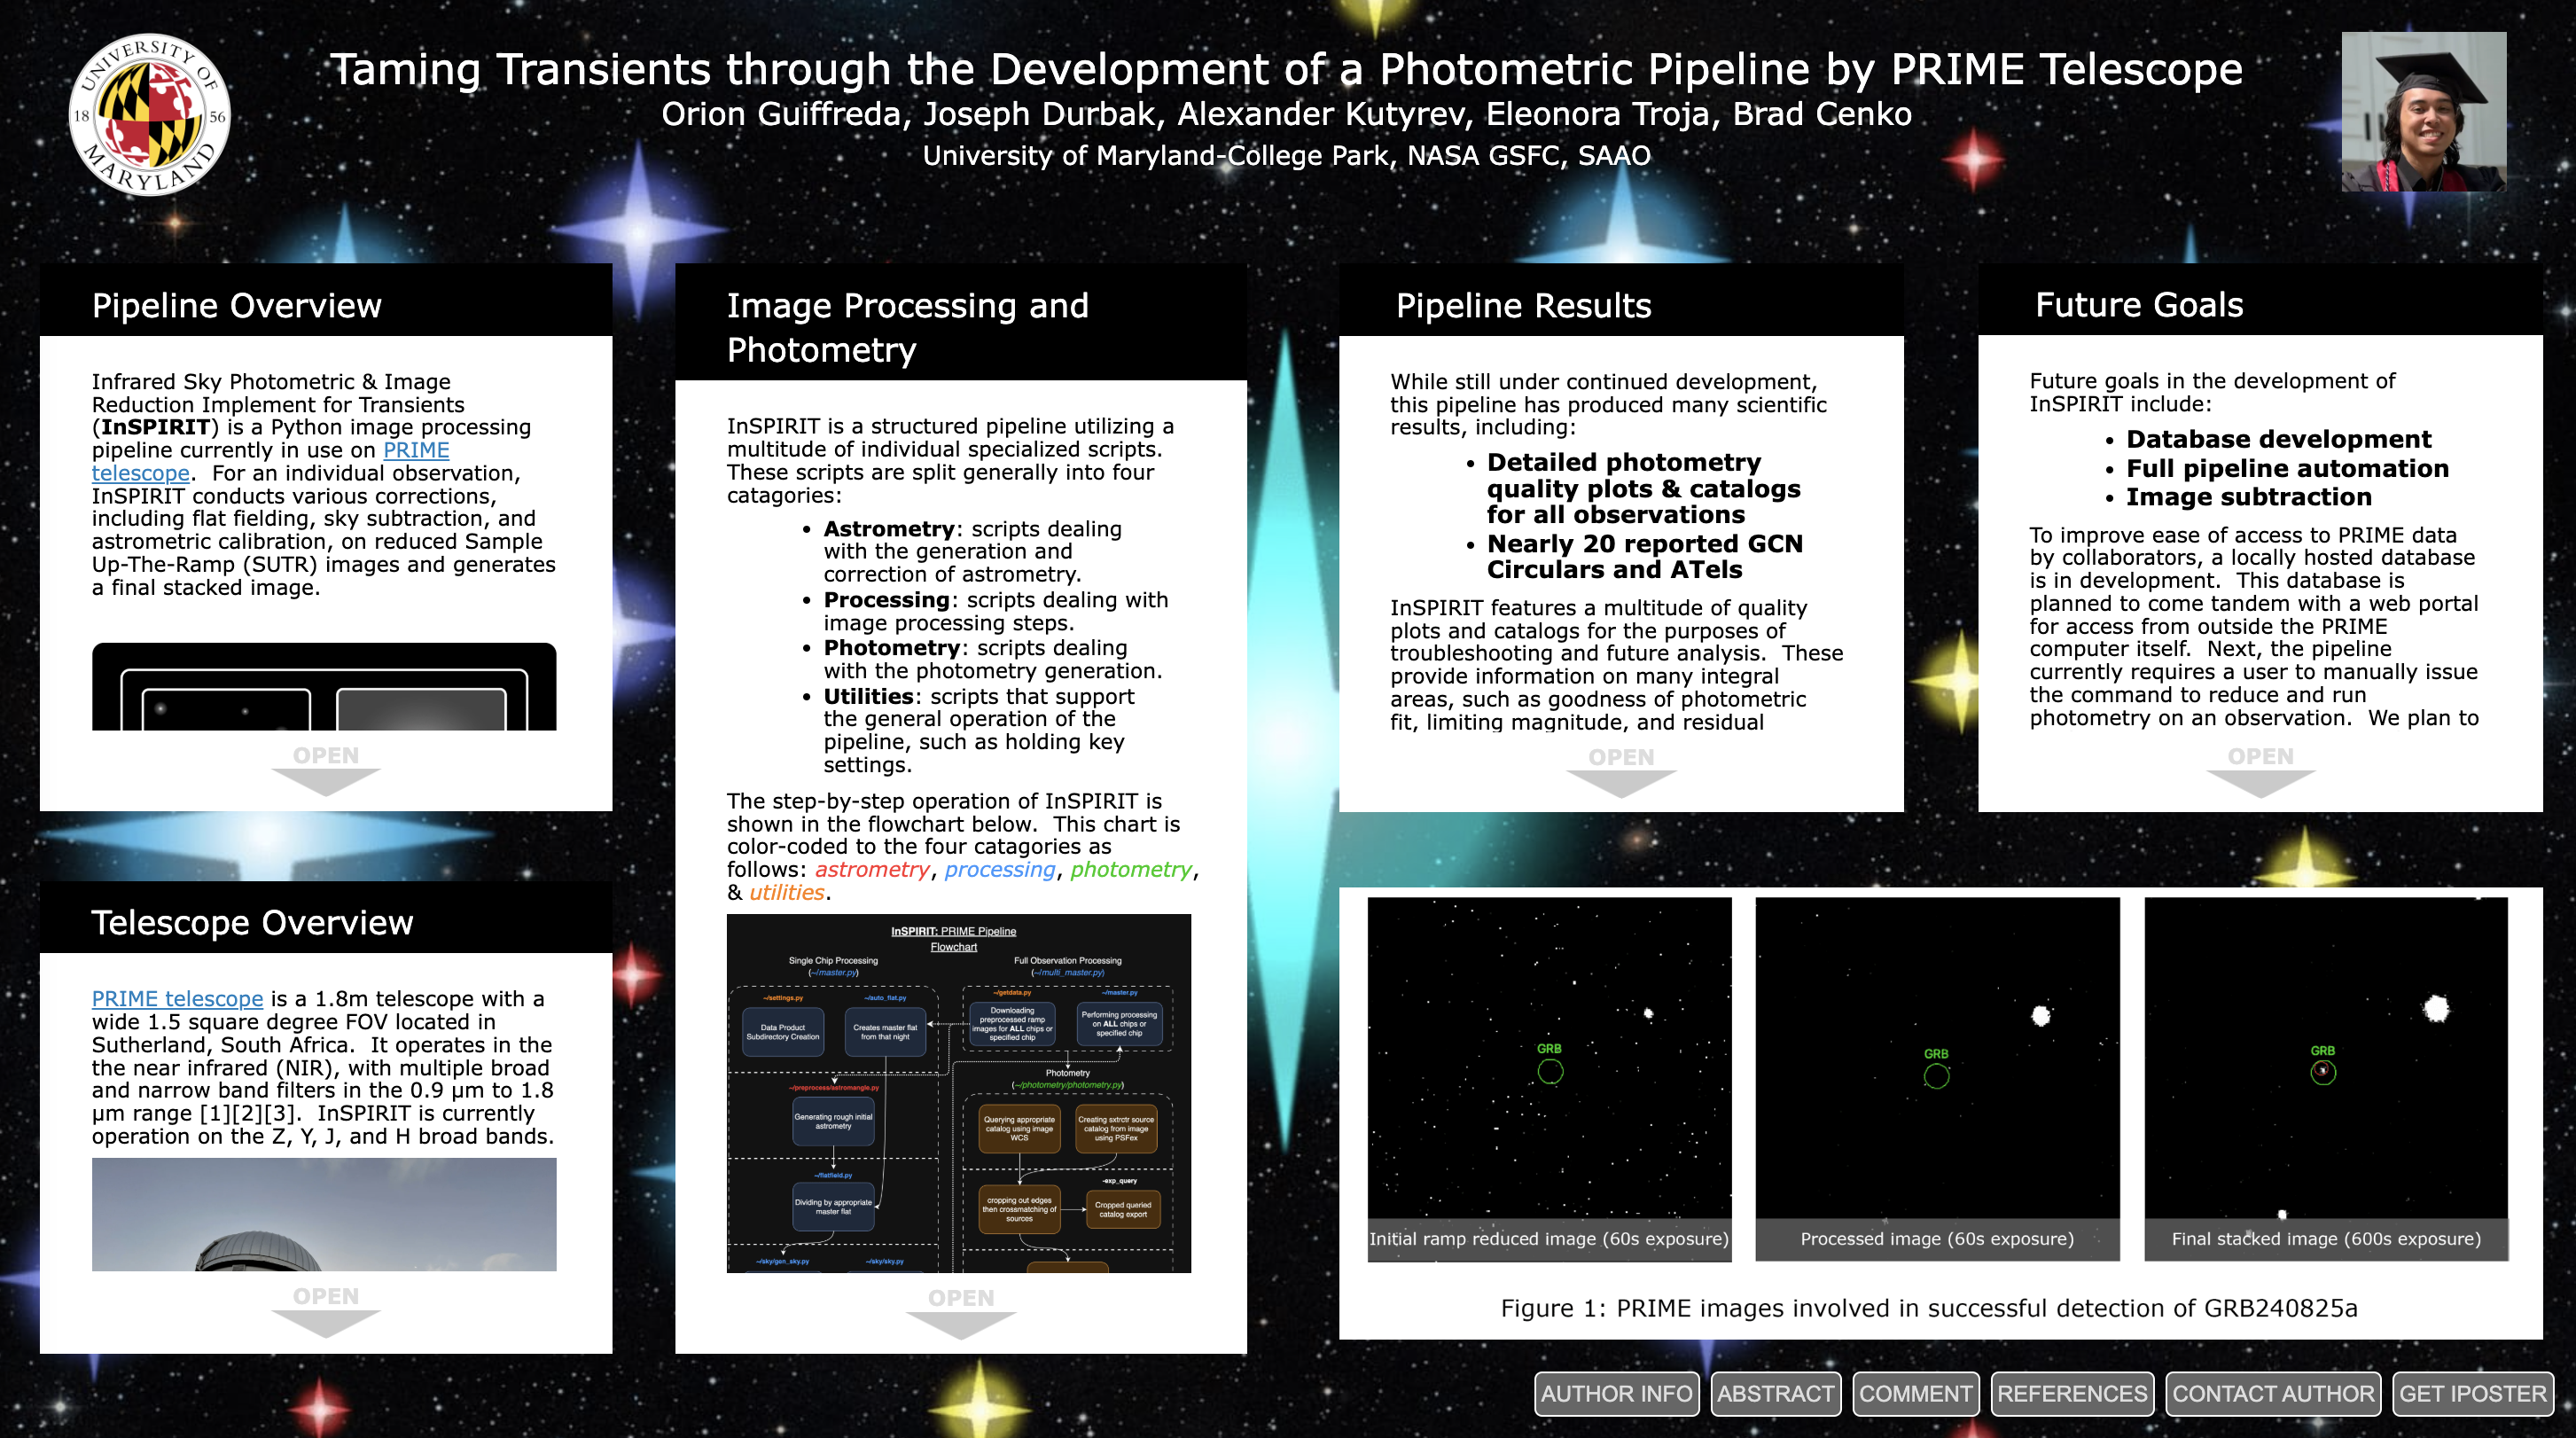 UNIVERSITY OF
18 56
MARYLAND
Taming Transients through the Development of a Photometric Pipeline by PRIME Telescope
Orion Guiffreda, Joseph Durbak, Alexander Kutyrev, Eleonora Troja, Brad Cenko
University of Maryland-College Park, NASA GSFC, SAAO
Pipeline Overview
Infrared Sky Photometric & Image
Reduction Implement for Transients
(InSPIRIT) is a Python image processing
pipeline currently in use on PRIME
telescope. For an individual observation,
InSPIRIT conducts various corrections,
including flat fielding, sky subtraction, and
astrometric calibration, on reduced Sample
Up-The-Ramp (SUTR) images and generates
a final stacked image.
OPEN
Telescope Overview
PRIME telescope is a 1.8m telescope with a
wide 1.5 square degree FOV located in
Sutherland, South Africa. It operates in the
the near infrared (NIR), with multiple broad
and narrow band filters in the 0.9 μm to 1.8
μm range [1][2][3]. InSPIRIT is currently
operation on the Z, Y, J, and H broad bands.
OPEN
Image Processing and
Photometry
InSPIRIT is a structured pipeline utilizing a
multitude of individual specialized scripts.
These scripts are split generally into four
catagories:
• Astrometry: scripts dealing
with the generation and
correction of astrometry.
• Processing: scripts dealing with
image processing steps.
• Photometry: scripts dealing
with the photometry generation.
• Utilities: scripts that support
the general operation of the
pipeline, such as holding key
settings.
The step-by-step operation of InSPIRIT is
shown in the flowchart below. This chart is
color-coded to the four catagories as
follows: astrometry, processing, photometry,
& utilities.
InSPIRIT: PRIME Pipeline
Flowchart
Single Chip Processing
(~/master.py)
Full Observation Processing
(~/multi_master.py)
~/settings.py
Data Product
Subdirectory Creation
~/auto_flat.py
Creates master flat
from that night
~/getdata.py
Downloading
preprocessed ramp
images for ALL chips or
specified chip
~/master.py
Performing processing
on ALL chips or
specified chip
~/preprocess/astromangle.py
Generating rough initial
astrometry
Photometry
(~/photometry/photometry.py)
Querying appropriate
catalog using image
WCS
Creating sxtrctr source
catalog from image
using PSFex
~/flatfield.py
Dividing by appropriate
master flat
cropping out edges
then crossmatching of
sources
-exp_query
Cropped queried
catalog export
~/sky/gen_sky.py
~/sky/sky.py
OPEN
Pipeline Results
While still under continued development,
this pipeline has produced many scientific
results, including:
• Detailed photometry
quality plots & catalogs
for all observations
• Nearly 20 reported GCN
Circulars and ATels
InSPIRIT features a multitude of quality
plots and catalogs for the purposes of
troubleshooting and future analysis. These
provide information on many integral
areas, such as goodness of photometric
fit, limiting magnitude, and residual
OPEN
Future Goals
Future goals in the development of
InSPIRIT include:
• Database development
• Full pipeline automation
• Image subtraction
To improve ease of access to PRIME data
by collaborators, a locally hosted database
is in development. This database is
planned to come tandem with a web portal
for access from outside the PRIME
computer itself. Next, the pipeline
currently requires a user to manually issue
the command to reduce and run
photometry on an observation. We plan to
OPEN
GRB
Initial ramp reduced image (60s exposure)
GRB
Processed image (60s exposure)
GRB
Final stacked image (600s exposure)
Figure 1: PRIME images involved in successful detection of GRB240825a
AUTHOR INFO
ABSTRACT
COMMENT
REFERENCES
CONTACT AUTHOR
GET IPOSTER